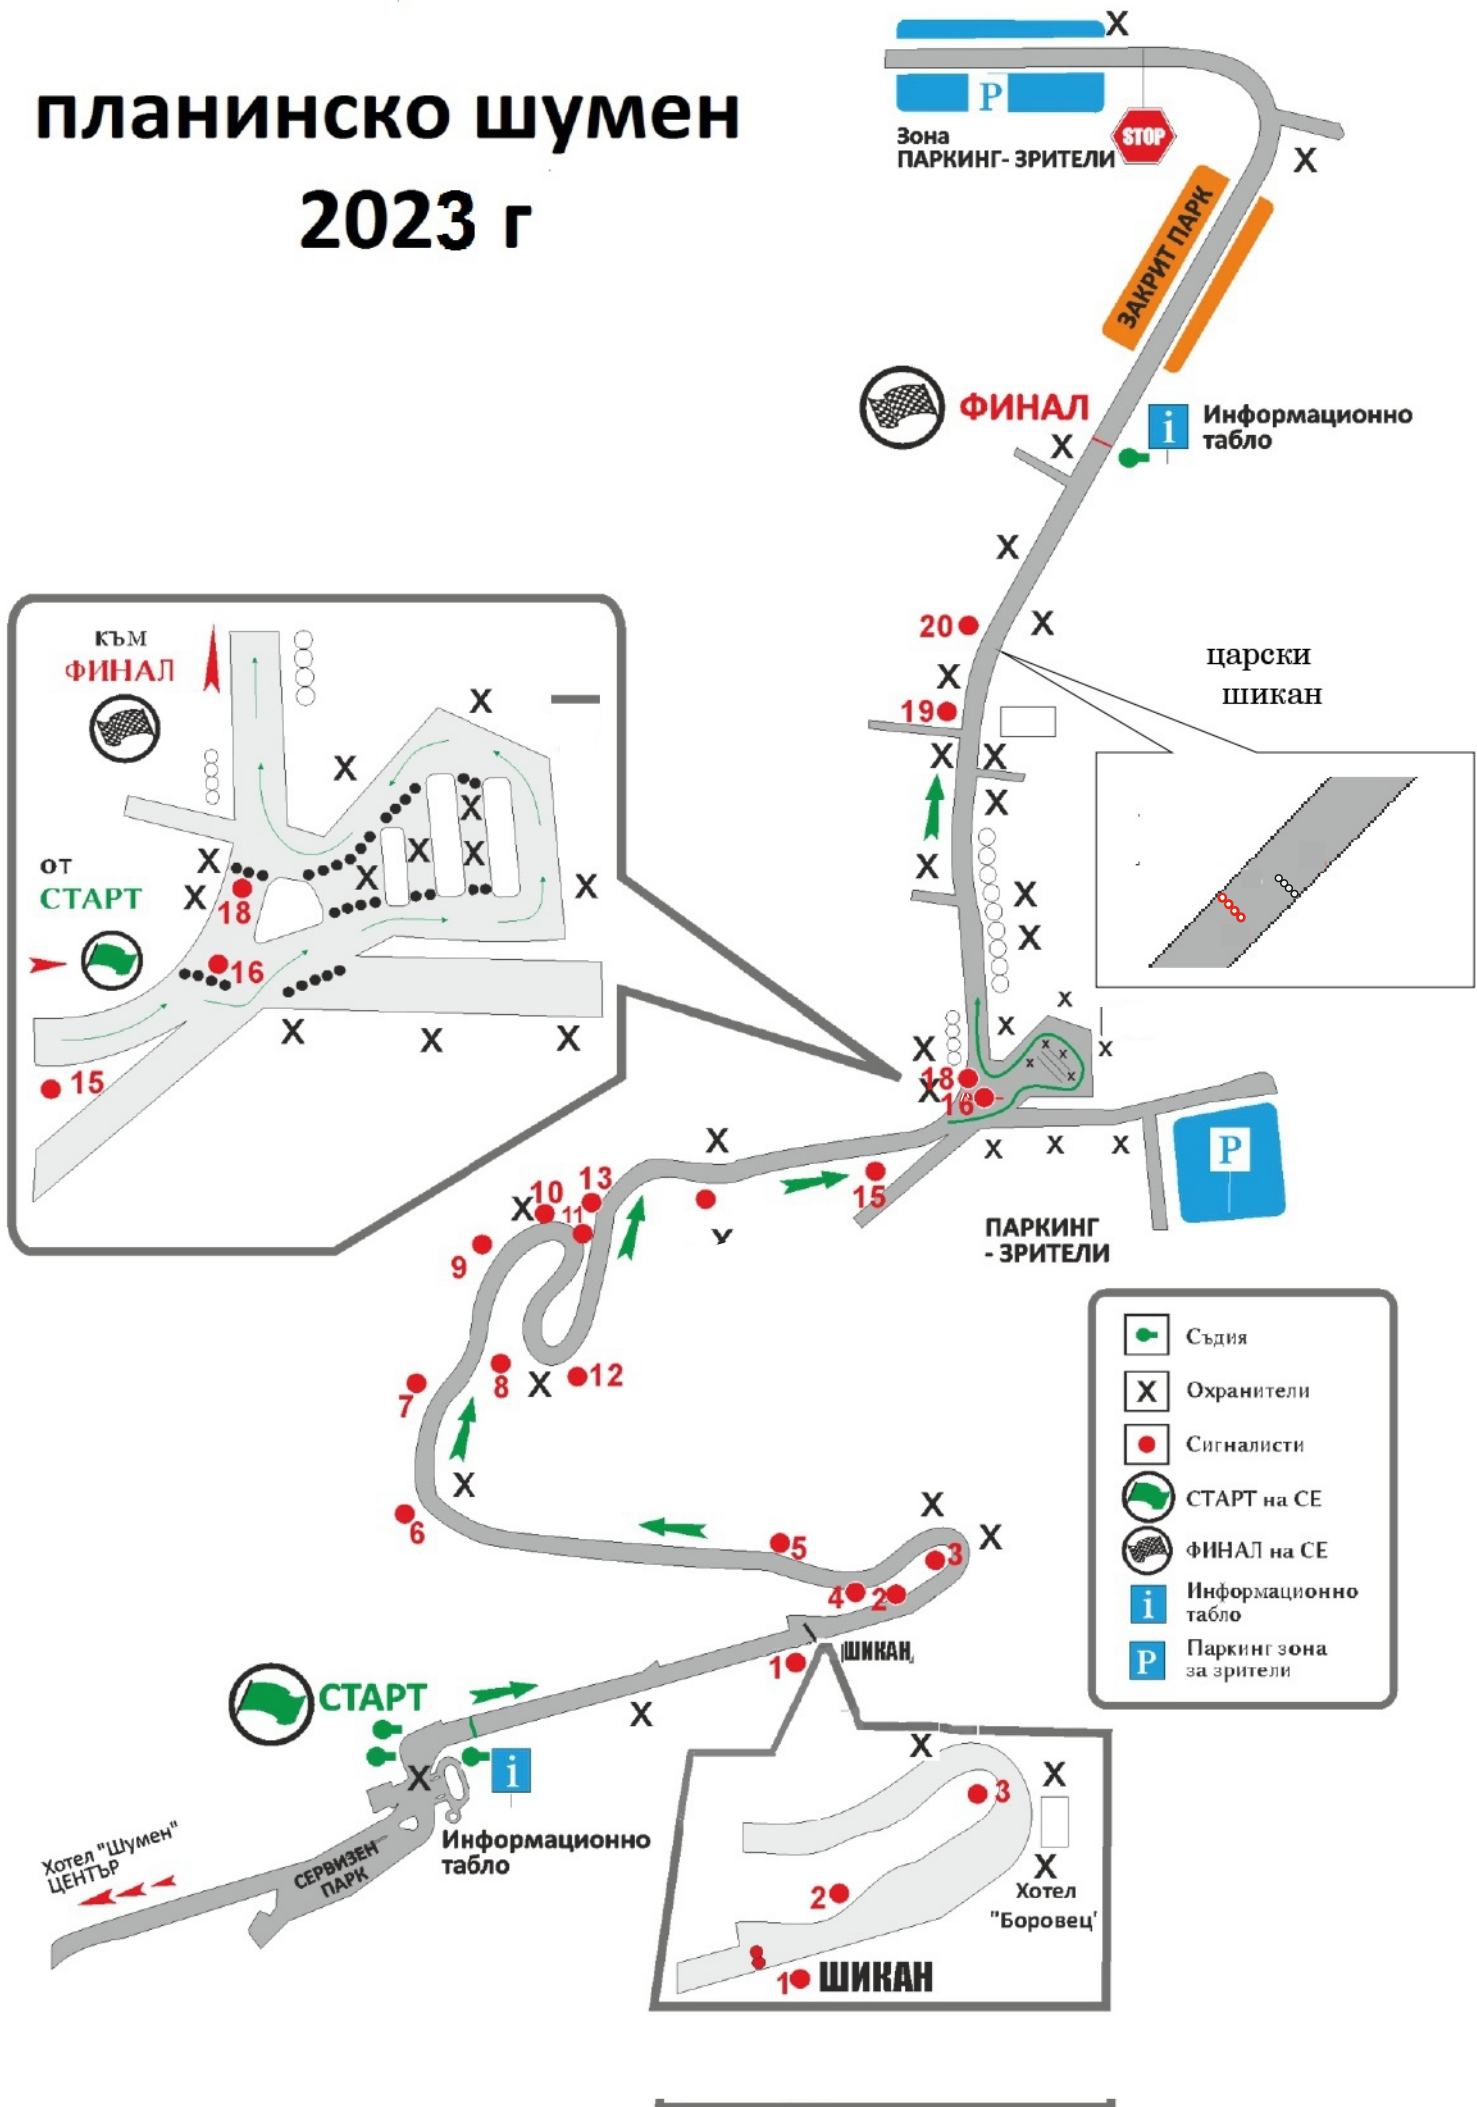 планинско шумен
2023 г
X
P
Зона
ПАРКИНГ- ЗРИТЕЛИ
STOP
X
ЗАКРИТ ПАРК
ФИНАЛ
i
Информационно
табло
X
X
20
X
X
19
X
X
X
X
X
X
царски
шикан
към
ФИНАЛ
X
X
X
X
X
X
X
X
X
X
от
СТАРТ
18
16
X
X
X
15
X
X
X
X
X
X
X
X
X
X
18
16
X
X
X
X
P
15
ПАРКИНГ
- ЗРИТЕЛИ
X
X
13
10
X
11
9
12
8
X
7
X
6
5
X
X
3
4
2
1
ШИКАН
СТАРТ
X
X
i
Информационно
табло
Хотел "Шумен"
ЦЕНТЪР
СЕРВИЗЕН
ПАРК
Съдия
X
Охранители
Сигналисти
СТАРТ на СЕ
ФИНАЛ на СЕ
i
Информационно
табло
P
Паркинг зона
за зрители
X
X
3
X
2
Хотел
"Боровец'
1
ШИКАН